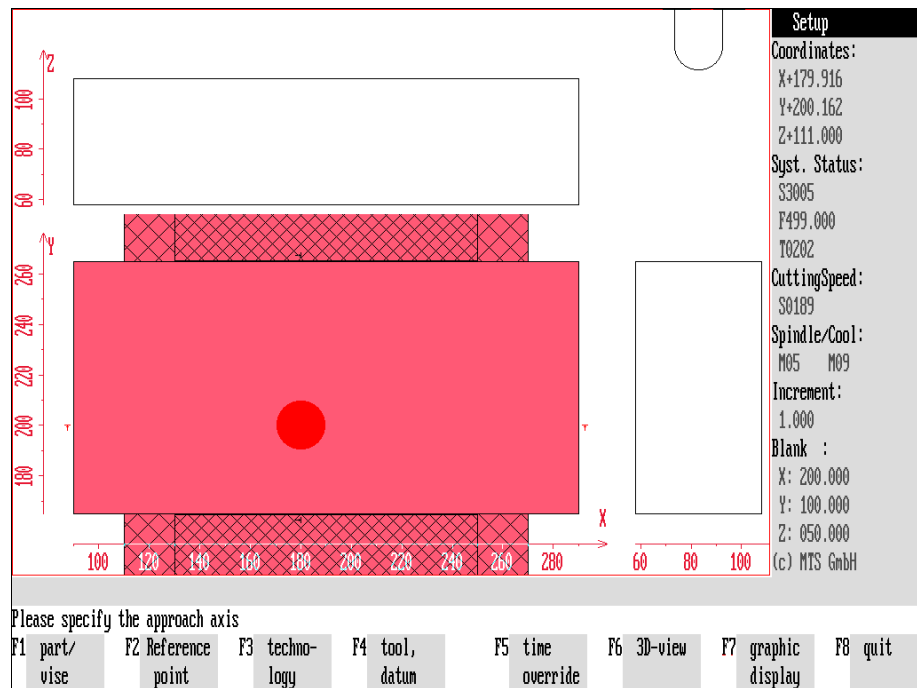 Setup
Coordinates:
X+179.916
Y+200.162
Z+111.000
Syst. Status:
S3005
F499.000
T0202
CuttingSpeed:
S0189
Spindle/Cool:
M05 M09
Increment:
1.000
Blank :
X: 200.000
Y: 100.000
Z: 050.000
(c) MTS GmbH
Z
100
80
60
Y
260
240
220
200
180
X
100 120 140 160 180 200 220 240 260 280
60 80 100
Please specify the approach axis
F1 part/ vise
F2 Reference point
F3 techno- logy
F4 tool, datum
F5 time override
F6 3D-view
F7 graphic display
F8 quit